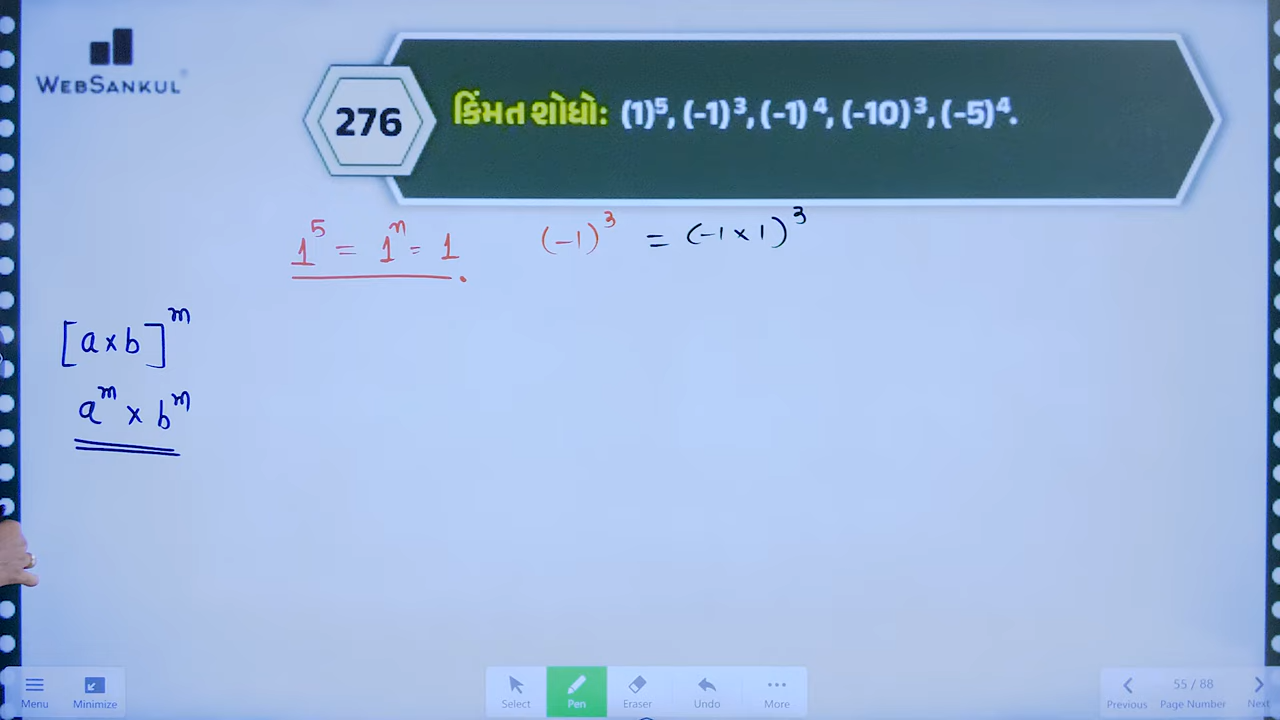 WEBSANKUL
276
કિંમત શોધો: (1)⁵, (-1)³, (-1)⁴, (-10)³, (-5)⁴.
1⁵ = 1ⁿ = 1. (-1)³ = (-1×1)³
[a×b]ᵐ
aᵐ × bᵐ
Menu Minimize Select Pen Eraser Undo More Previous 55 / 88 Page Number Next